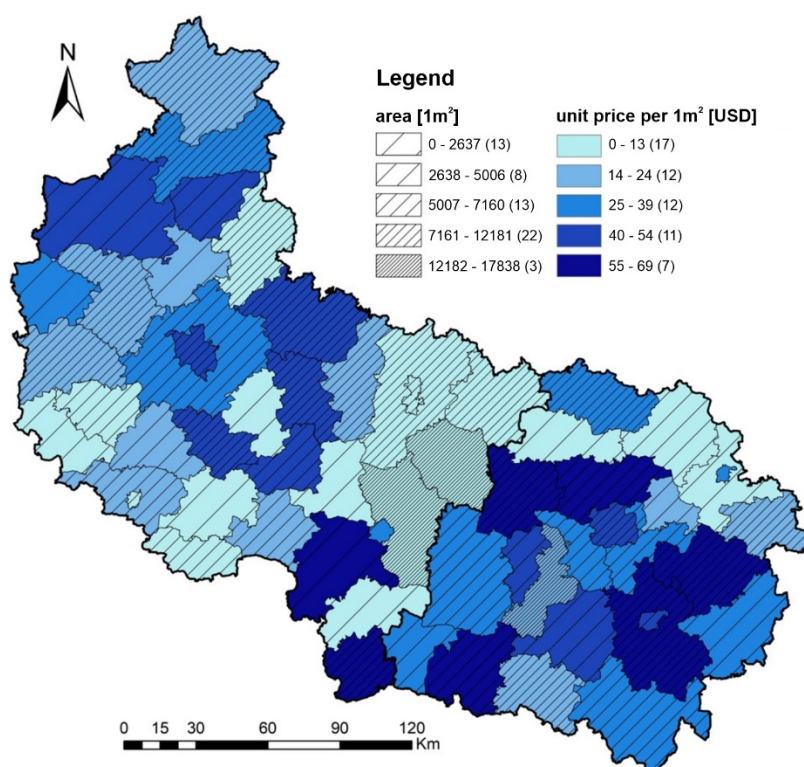 N
Legend
area [1m²]
0 - 2637 (13)
2638 - 5006 (8)
5007 - 7160 (13)
7161 - 12181 (22)
12182 - 17838 (3)
unit price per 1m² [USD]
0 - 13 (17)
14 - 24 (12)
25 - 39 (12)
40 - 54 (11)
55 - 69 (7)
0 15 30 60 90 120
Km